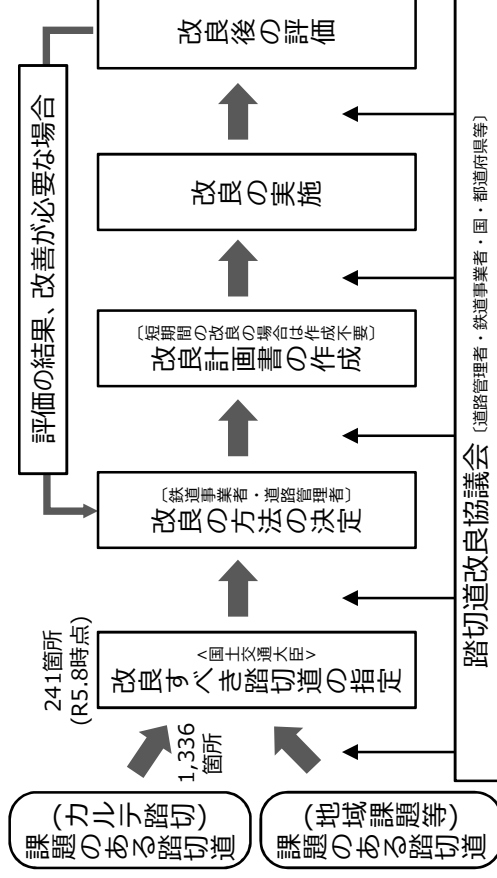 課題のある踏切道
(カルテ踏切)
課題のある踏切道
(地域課題等)
1,336
箇所
241箇所
(R5.8時点)
<国土交通大臣>
改良すべき踏切道の指定
〔鉄道事業者・道路管理者〕
改良の方法の決定
〔短期間の改良の場合は作成不要〕
改良計画書の作成
改良の実施
改良後の評価
評価の結果、改善が必要な場合
踏切道改良協議会〔道路管理者・鉄道事業者・国・都道府県等〕